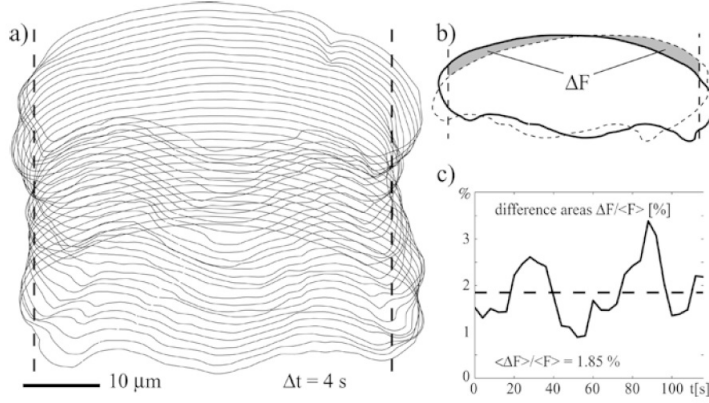 a)
10 μm
Δt = 4 s
b)
ΔF
c)
%
difference areas ΔF/<F> [%]
3
2
1
0
<ΔF>/<F> = 1.85 %
0 20 40 60 80 100 t[s]